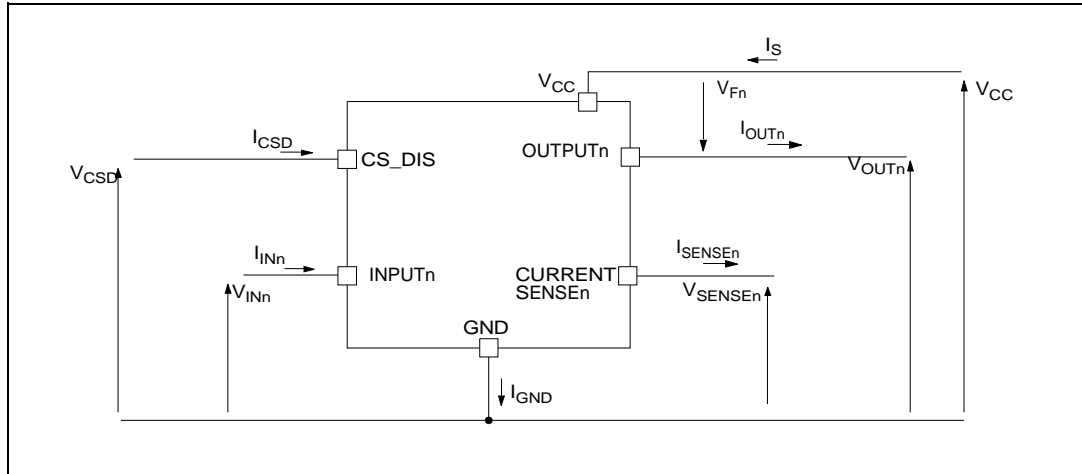 I_S
V_CC
V_Fn
V_CC
I_CSD
I_OUTn
CS_DIS
OUTPUTn
V_CSD
V_OUTn
I_INn
I_SENSEn
INPUTn
CURRENT
SENSEn
V_INn
V_SENSEn
GND
I_GND